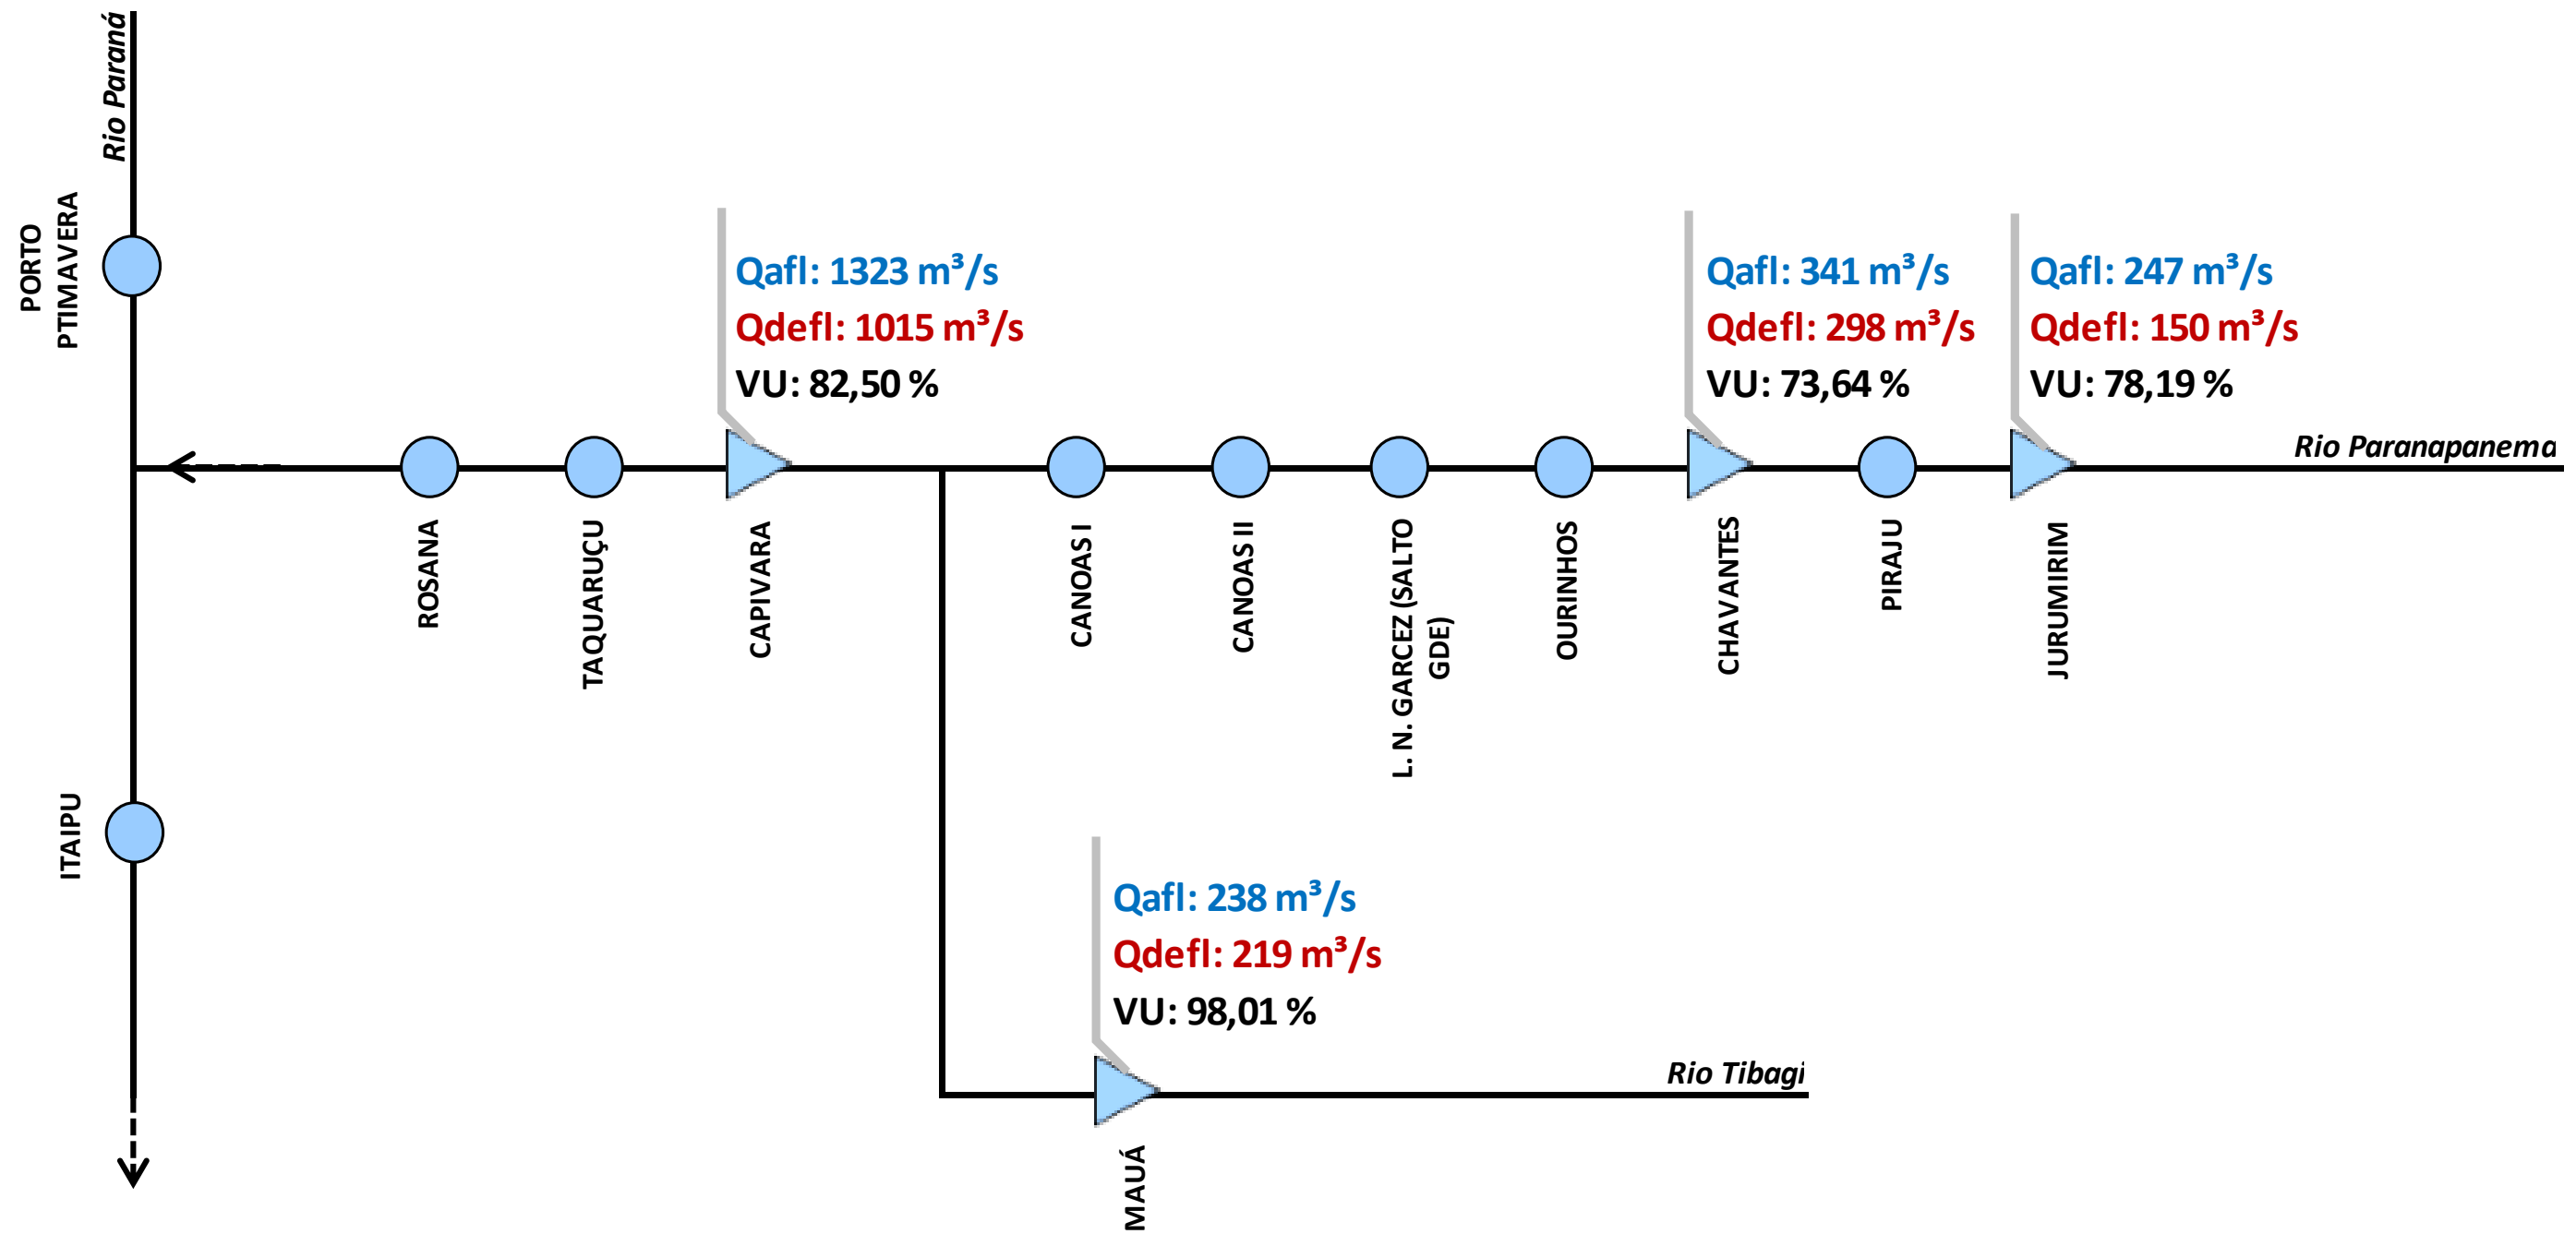 Rio Paraná
PORTO
PTIMAVERA
Qafl: 1323 m³/s
Qdefl: 1015 m³/s
VU: 82,50 %
Qafl: 341 m³/s
Qdefl: 298 m³/s
VU: 73,64 %
Qafl: 247 m³/s
Qdefl: 150 m³/s
VU: 78,19 %
Rio Paranapanema
ROSANA
TAQUARUÇU
CAPIVARA
CANOAS I
CANOAS II
L. N. GARCEZ (SALTO
GDE)
OURINHOS
CHAVANTES
PIRAJU
JURUMIRIM
ITAIPU
Qafl: 238 m³/s
Qdefl: 219 m³/s
VU: 98,01 %
Rio Tibagi
MAUÁ